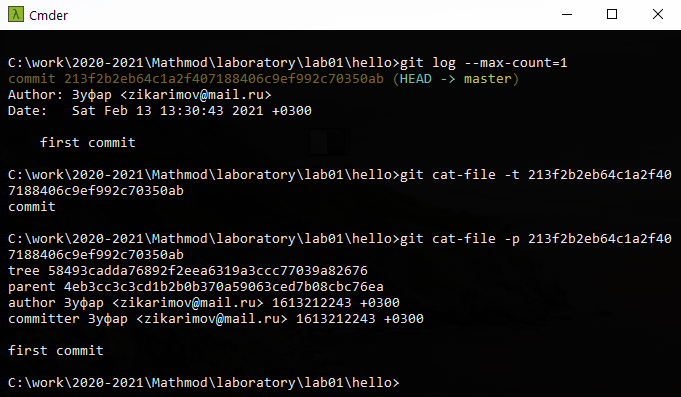 λ Cmder
C:\work\2020-2021\Mathmod\laboratory\lab01\hello>git log --max-count=1
commit 213f2b2eb64c1a2f407188406c9ef992c70350ab (HEAD -> master)
Author: Зуфар <zikarimov@mail.ru>
Date:   Sat Feb 13 13:30:43 2021 +0300
    first commit
C:\work\2020-2021\Mathmod\laboratory\lab01\hello>git cat-file -t 213f2b2eb64c1a2f40
7188406c9ef992c70350ab
commit
C:\work\2020-2021\Mathmod\laboratory\lab01\hello>git cat-file -p 213f2b2eb64c1a2f40
7188406c9ef992c70350ab
tree 58493cadda76892f2eea6319a3ccc77039a82676
parent 4eb3cc3c3cd1b2b0b370a59063ced7b08cbc76ea
author Зуфар <zikarimov@mail.ru> 1613212243 +0300
committer Зуфар <zikarimov@mail.ru> 1613212243 +0300
first commit
C:\work\2020-2021\Mathmod\laboratory\lab01\hello>